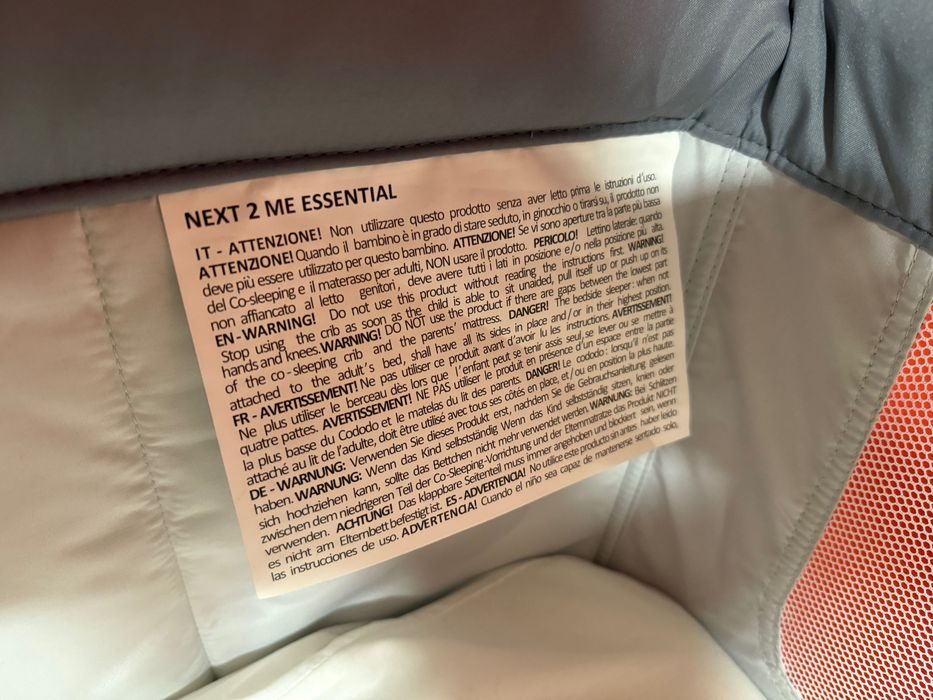 NEXT 2 ME ESSENTIAL
IT - ATTENZIONE! Non utilizzare questo prodotto senza aver letto prima le istruzioni d'uso.
ATTENZIONE! Quando il bambino è in grado di stare seduto, in ginocchio o tirarsi su, il prodotto non
deve più essere utilizzato per questo bambino. ATTENZIONE! Se vi sono aperture tra la parte più bassa
del Co-sleeping e il materasso per adulti, NON usare il prodotto. PERICOLO! Lettino laterale: quando
non affiancato al letto genitori, deve avere tutti i lati in posizione e/o nella posizione più alta.
EN - WARNING! Do not use this product without reading the instructions first. WARNING!
Stop using the crib as soon as the child is able to sit unaided, pull itself up or push up on its
hands and knees. WARNING! DO NOT use the product if there are gaps between the lowest part
of the co-sleeping crib and the parents' mattress. DANGER! The bedside sleeper: when not
attached to the adult's bed, shall have all its sides in place and/or in their highest position.
FR - AVERTISSEMENT! Ne pas utiliser ce produit avant d'avoir lu les instructions. AVERTISSEMENT!
Ne plus utiliser le berceau dès lors que l'enfant peut se tenir assis seul, se lever ou se mettre à
quatre pattes. AVERTISSEMENT! NE PAS utiliser le produit en présence d'un espace entre la partie
la plus basse du Cododo et le matelas du lit des parents. DANGER! Le cododo: lorsqu'il n'est pas
attaché au lit de l'adulte, doit être utilisé avec tous ses côtés en place, et / ou en position la plus haute.
DE - WARNUNG: Verwenden Sie dieses Produkt erst, nachdem Sie die Gebrauchsanleitung gelesen
haben. WARNUNG: Wenn das Kind selbstständig Wenn das Kind selbstständig sitzen, knien oder
sich hochziehen kann, sollte das Bettchen nicht mehr verwendet werden. WARNUNG: Bei Schlitzen
zwischen dem niedrigeren Teil der Co-Sleeping Vorrichtung und der Elternmatratze das Produkt NICHT
verwenden. ACHTUNG! Das klappbare Seitenteil muss immer angehoben und blockiert sein, wenn
es nicht am Elternbett befestigt ist. ES - ADVERTENCIA! No utilice este producto sin antes haber leído
las instrucciones de uso. ADVERTENCIA! Cuando el niño sea capaz de mantenerse sentado solo,